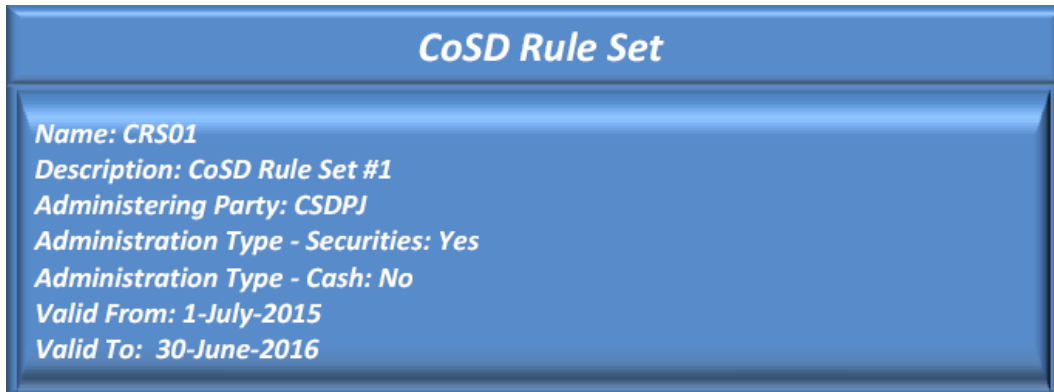 CoSD Rule Set
Name: CRS01
Description: CoSD Rule Set #1
Administering Party: CSDPJ
Administration Type - Securities: Yes
Administration Type - Cash: No
Valid From: 1-July-2015
Valid To:  30-June-2016